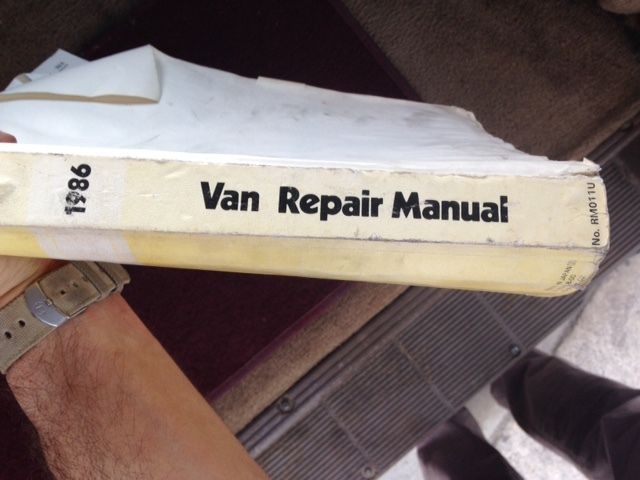 1986
Van Repair Manual
No. RM011U